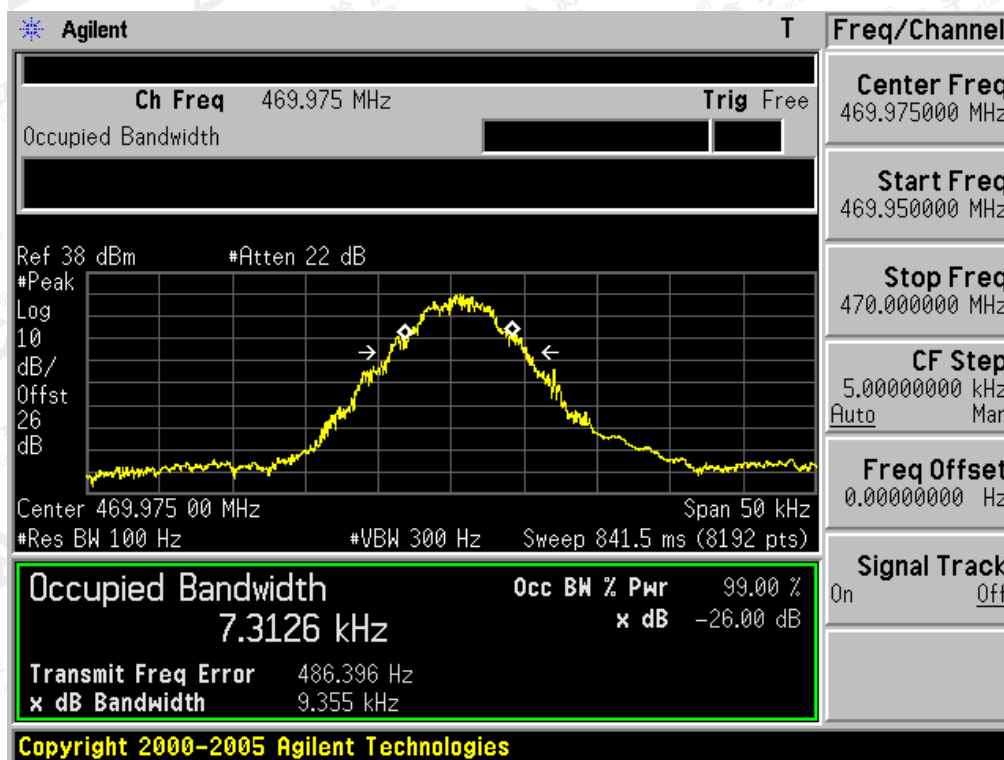 Agilent T
Freq/Channel
Ch Freq 469.975 MHz Trig Free
Occupied Bandwidth
Center Freq
469.975000 MHz
Start Freq
469.950000 MHz
Stop Freq
470.000000 MHz
CF Step
5.00000000 kHz
Auto Man
Freq Offset
0.00000000 Hz
Signal Track
On Off
Ref 38 dBm #Atten 22 dB
#Peak
Log
10
dB/
Offst
26
dB
Center 469.975 00 MHz Span 50 kHz
#Res BW 100 Hz #VBW 300 Hz Sweep 841.5 ms (8192 pts)
Occupied Bandwidth Occ BW % Pwr 99.00 %
7.3126 kHz x dB -26.00 dB
Transmit Freq Error 486.396 Hz
x dB Bandwidth 9.355 kHz
Copyright 2000-2005 Agilent Technologies